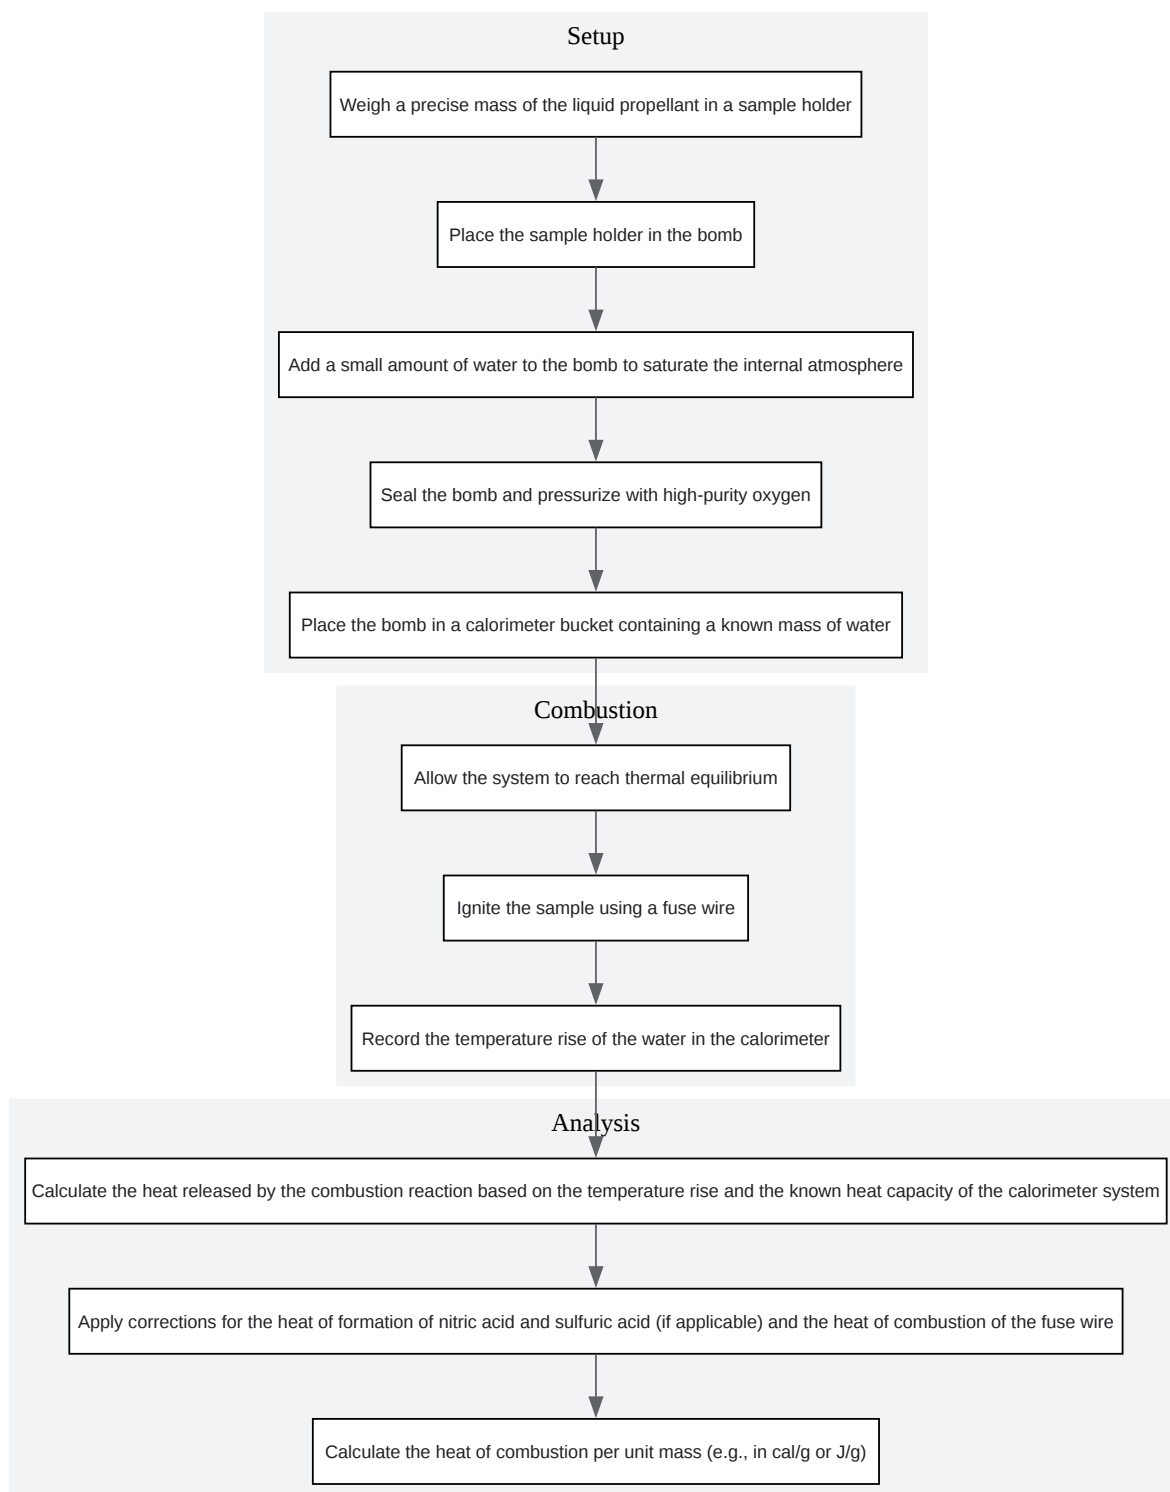 Setup
Weigh a precise mass of the liquid propellant in a sample holder
Place the sample holder in the bomb
Add a small amount of water to the bomb to saturate the internal atmosphere
Seal the bomb and pressurize with high-purity oxygen
Place the bomb in a calorimeter bucket containing a known mass of water
Combustion
Allow the system to reach thermal equilibrium
Ignite the sample using a fuse wire
Record the temperature rise of the water in the calorimeter
Analysis
Calculate the heat released by the combustion reaction based on the temperature rise and the known heat capacity of the calorimeter system
Apply corrections for the heat of formation of nitric acid and sulfuric acid (if applicable) and the heat of combustion of the fuse wire
Calculate the heat of combustion per unit mass (e.g., in cal/g or J/g)